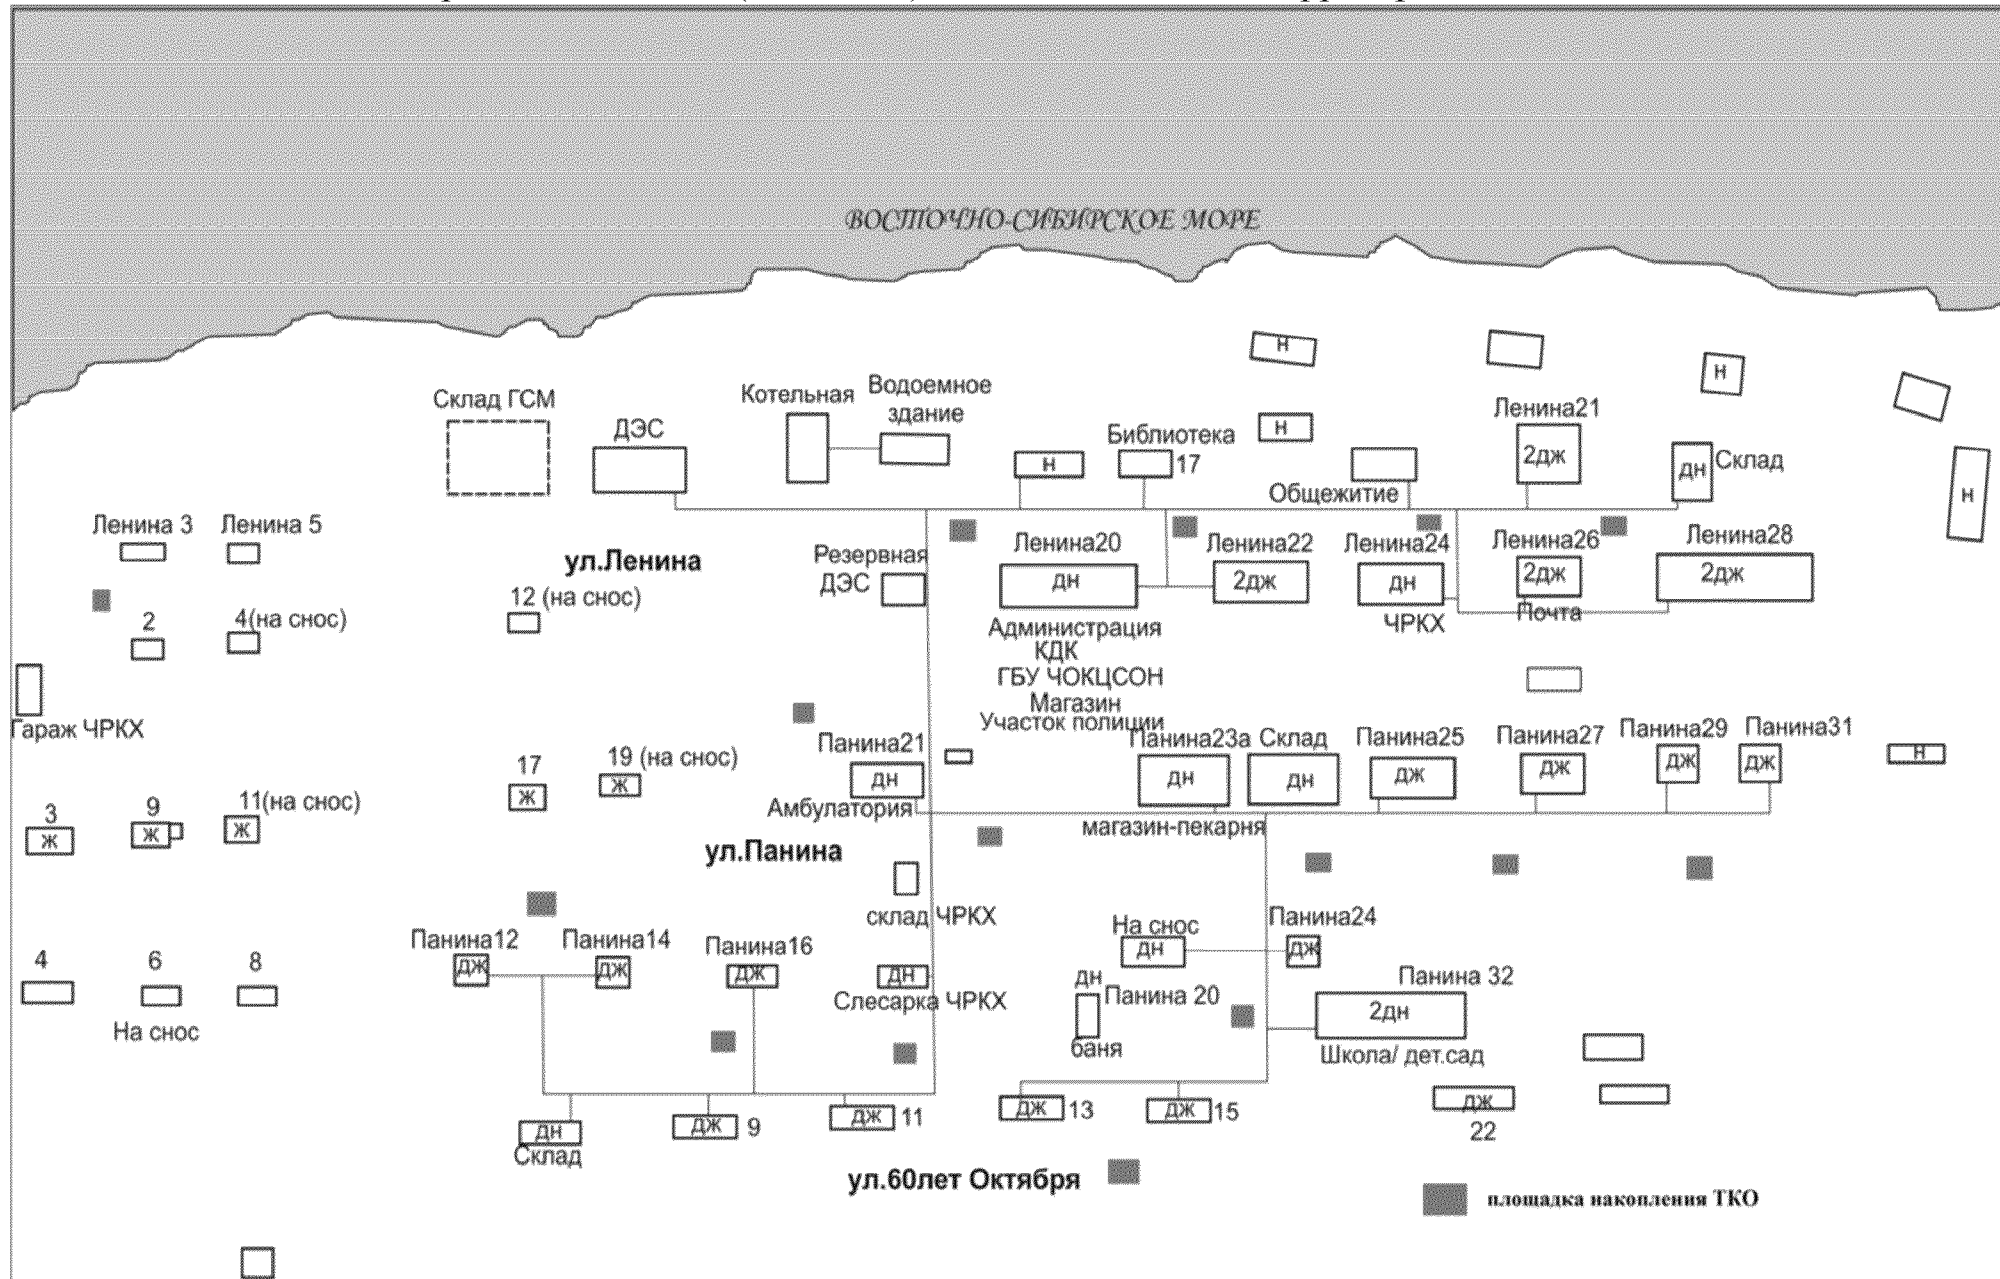 ВОСТОЧНО-СИБИРСКОЕ МОРЕ
н
н
Склад ГСМ
ДЭС
Котельная
Водоемное
здание
н
н
Библиотека
17
Общежитие
Ленина21
2дж
дн
Склад
н
Ленина 3
Ленина 5
ул.Ленина
Резервная
ДЭС
Ленина20
дн
Ленина22
2дж
Ленина24
дн
ЧРКХ
Ленина26
2дж
Почта
Ленина28
2дж
2
4(на снос)
12 (на снос)
Администрация
КДК
ГБУ ЧОКЦСОН
Магазин
Участок полиции
Гараж ЧРКХ
17
ж
19 (на снос)
ж
Панина21
дн
Амбулатория
Панина23а
дн
Склад
дн
Панина25
дж
Панина27
дж
Панина29
дж
Панина31
дж
н
3
ж
9
ж
11(на снос)
ж
магазин-пекарня
ул.Панина
склад ЧРКХ
4
6
На снос
8
Панина12
дж
Панина14
дж
Панина16
дж
дн
Слесарка ЧРКХ
На снос
дн
Панина24
дж
дн
Панина 20
баня
Панина 32
2дн
Школа/ дет.сад
дн
Склад
дж 9
дж 11
дж 13
дж 15
дж
22
ул.60лет Октября
площадка накопления ТКО